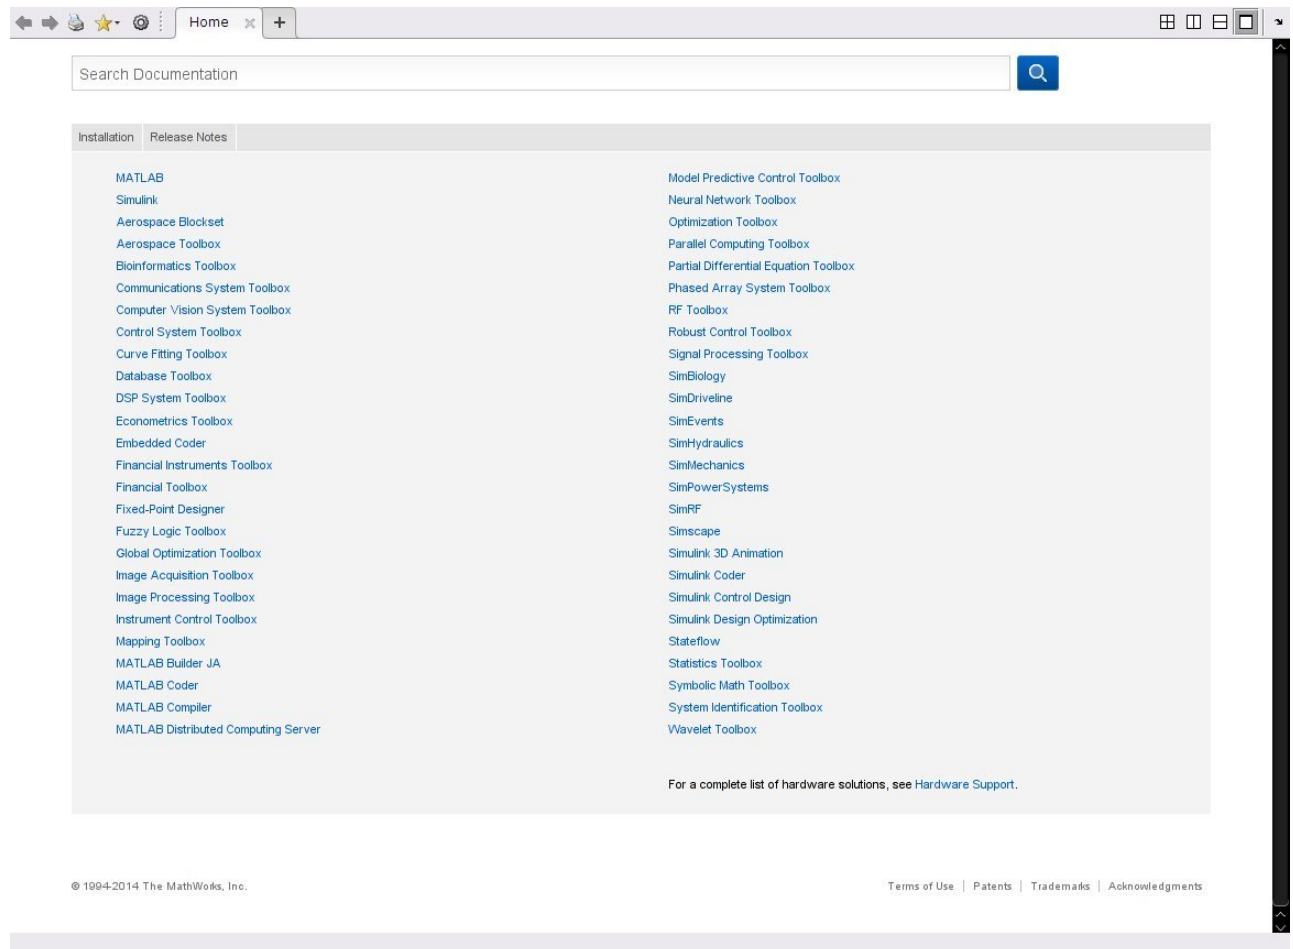 Home
Search Documentation
Installation Release Notes
MATLAB
Simulink
Aerospace Blockset
Aerospace Toolbox
Bioinformatics Toolbox
Communications System Toolbox
Computer Vision System Toolbox
Control System Toolbox
Curve Fitting Toolbox
Database Toolbox
DSP System Toolbox
Econometrics Toolbox
Embedded Coder
Financial Instruments Toolbox
Financial Toolbox
Fixed-Point Designer
Fuzzy Logic Toolbox
Global Optimization Toolbox
Image Acquisition Toolbox
Image Processing Toolbox
Instrument Control Toolbox
Mapping Toolbox
MATLAB Builder JA
MATLAB Coder
MATLAB Compiler
MATLAB Distributed Computing Server
Model Predictive Control Toolbox
Neural Network Toolbox
Optimization Toolbox
Parallel Computing Toolbox
Partial Differential Equation Toolbox
Phased Array System Toolbox
RF Toolbox
Robust Control Toolbox
Signal Processing Toolbox
SimBiology
SimDriveline
SimEvents
SimHydraulics
SimMechanics
SimPowerSystems
SimRF
Simscape
Simulink 3D Animation
Simulink Coder
Simulink Control Design
Simulink Design Optimization
Stateflow
Statistics Toolbox
Symbolic Math Toolbox
System Identification Toolbox
Wavelet Toolbox
For a complete list of hardware solutions, see Hardware Support.
© 1994-2014 The MathWorks, Inc.
Terms of Use | Patents | Trademarks | Acknowledgments